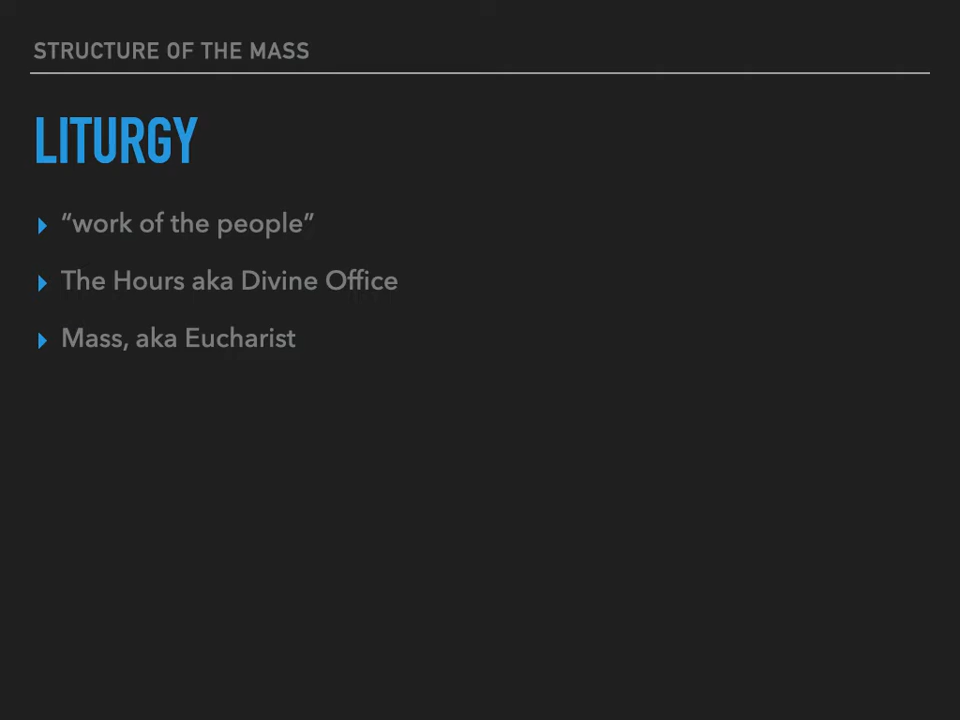 STRUCTURE OF THE MASS
LITURGY
“work of the people”
The Hours aka Divine Office
Mass, aka Eucharist